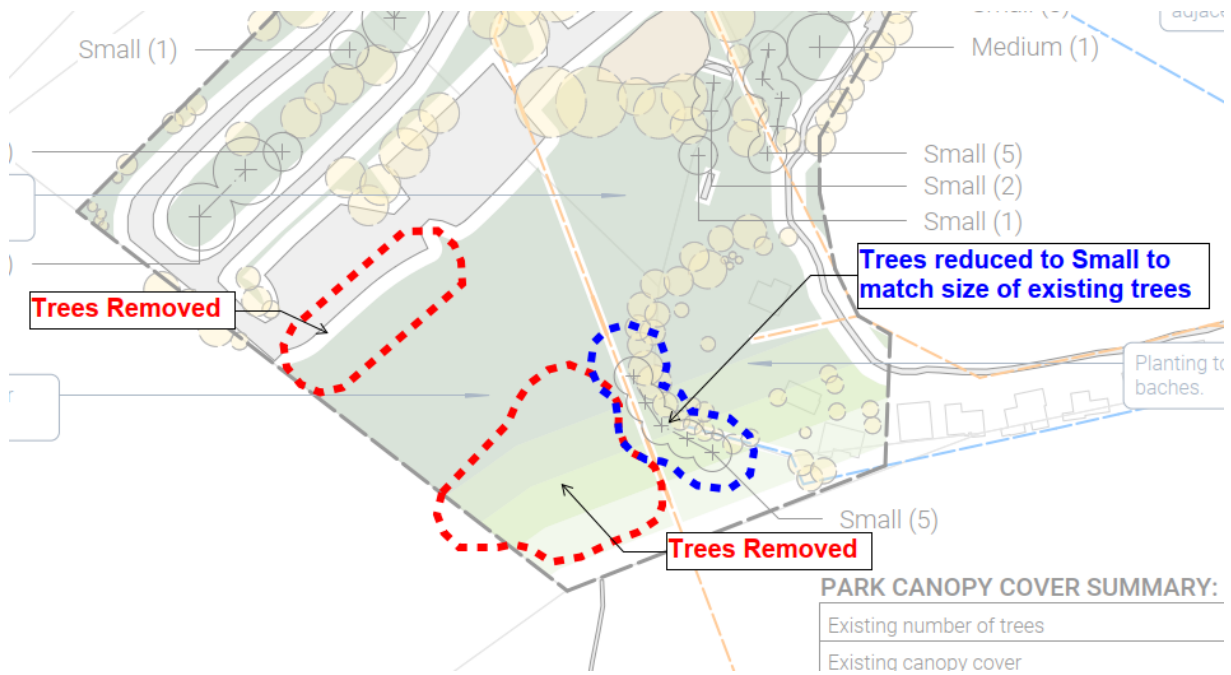 adjace
Small (1)
Medium (1)
)
Small (5)
Small (2)
Small (1)
Trees reduced to Small to
match size of existing trees
)
Trees Removed
Planting to
baches.
r
Small (5)
Trees Removed
PARK CANOPY COVER SUMMARY:
Existing number of trees
Existing canopy cover